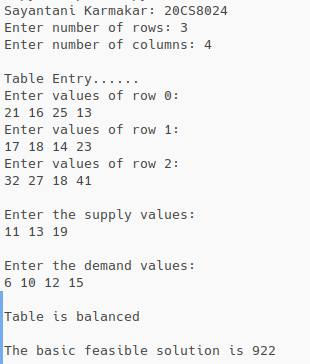 Sayantani Karmakar: 20CS8024
Enter number of rows: 3
Enter number of columns: 4
Table Entry......
Enter values of row 0:
21 16 25 13
Enter values of row 1:
17 18 14 23
Enter values of row 2:
32 27 18 41
Enter the supply values:
11 13 19
Enter the demand values:
6 10 12 15
Table is balanced
The basic feasible solution is 922